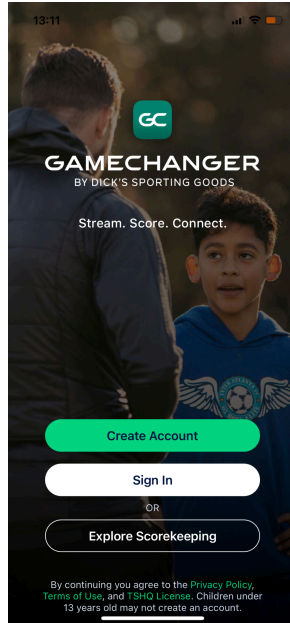 13:11
GC
GAMECHANGER
BY DICK'S SPORTING GOODS
Stream. Score. Connect.
Create Account
Sign In
OR
Explore Scorekeeping
By continuing you agree to the Privacy Policy,
Terms of Use, and TSHQ License. Children under
13 years old may not create an account.